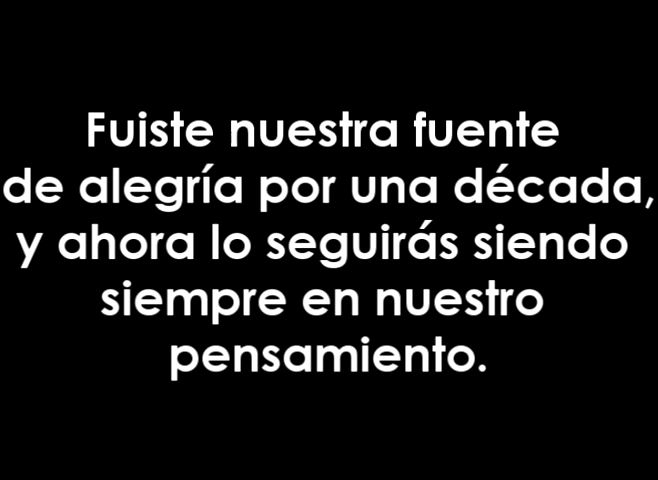 Fuiste nuestra fuente
de alegría por una década,
y ahora lo seguirás siendo
siempre en nuestro
pensamiento.